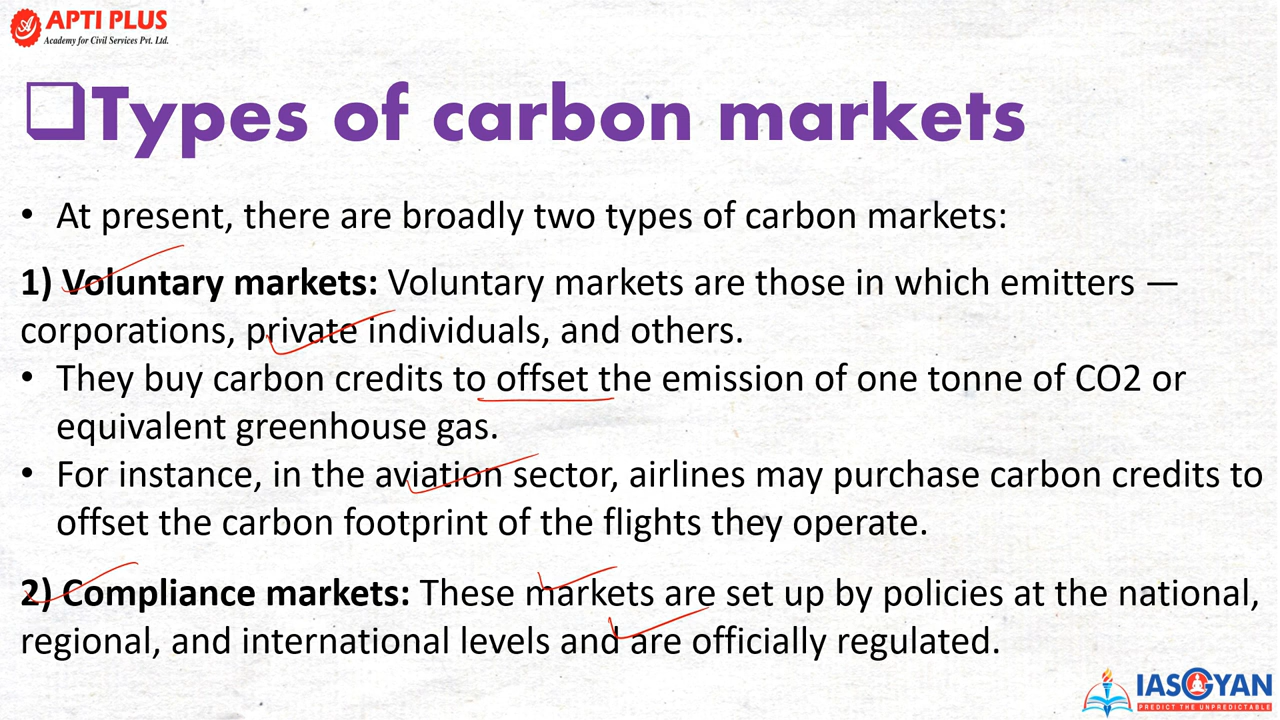 APTI PLUS
Academy for Civil Services Pvt. Ltd.
Types of carbon markets
• At present, there are broadly two types of carbon markets:
1) Voluntary markets: Voluntary markets are those in which emitters —
corporations, private individuals, and others.
• They buy carbon credits to offset the emission of one tonne of CO2 or
equivalent greenhouse gas.
• For instance, in the aviation sector, airlines may purchase carbon credits to
offset the carbon footprint of the flights they operate.
2) Compliance markets: These markets are set up by policies at the national,
regional, and international levels and are officially regulated.
IASGYAN
PREDICT THE UNPREDICTABLE